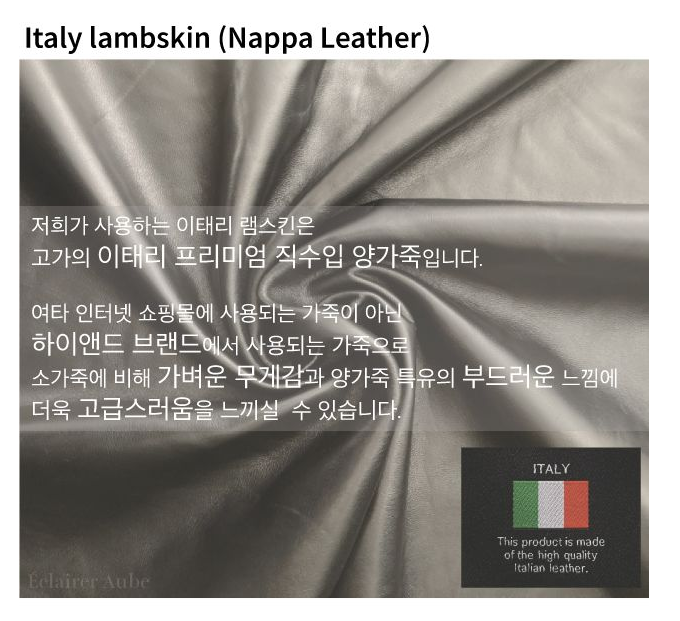 Italy lambskin (Nappa Leather)
저희가 사용하는 이태리 램스킨은
고가의 이태리 프리미엄 직수입 양가죽입니다.
여타 인터넷 쇼핑몰에 사용되는 가죽이 아닌
하이앤드 브랜드에서 사용되는 가죽으로
소가죽에 비해 가벼운 무게감과 양가죽 특유의 부드러운 느낌에
더욱 고급스러움을 느끼실 수 있습니다.
ITALY
This product is made
of the high quality
Italian leather.
Éclairer Aube